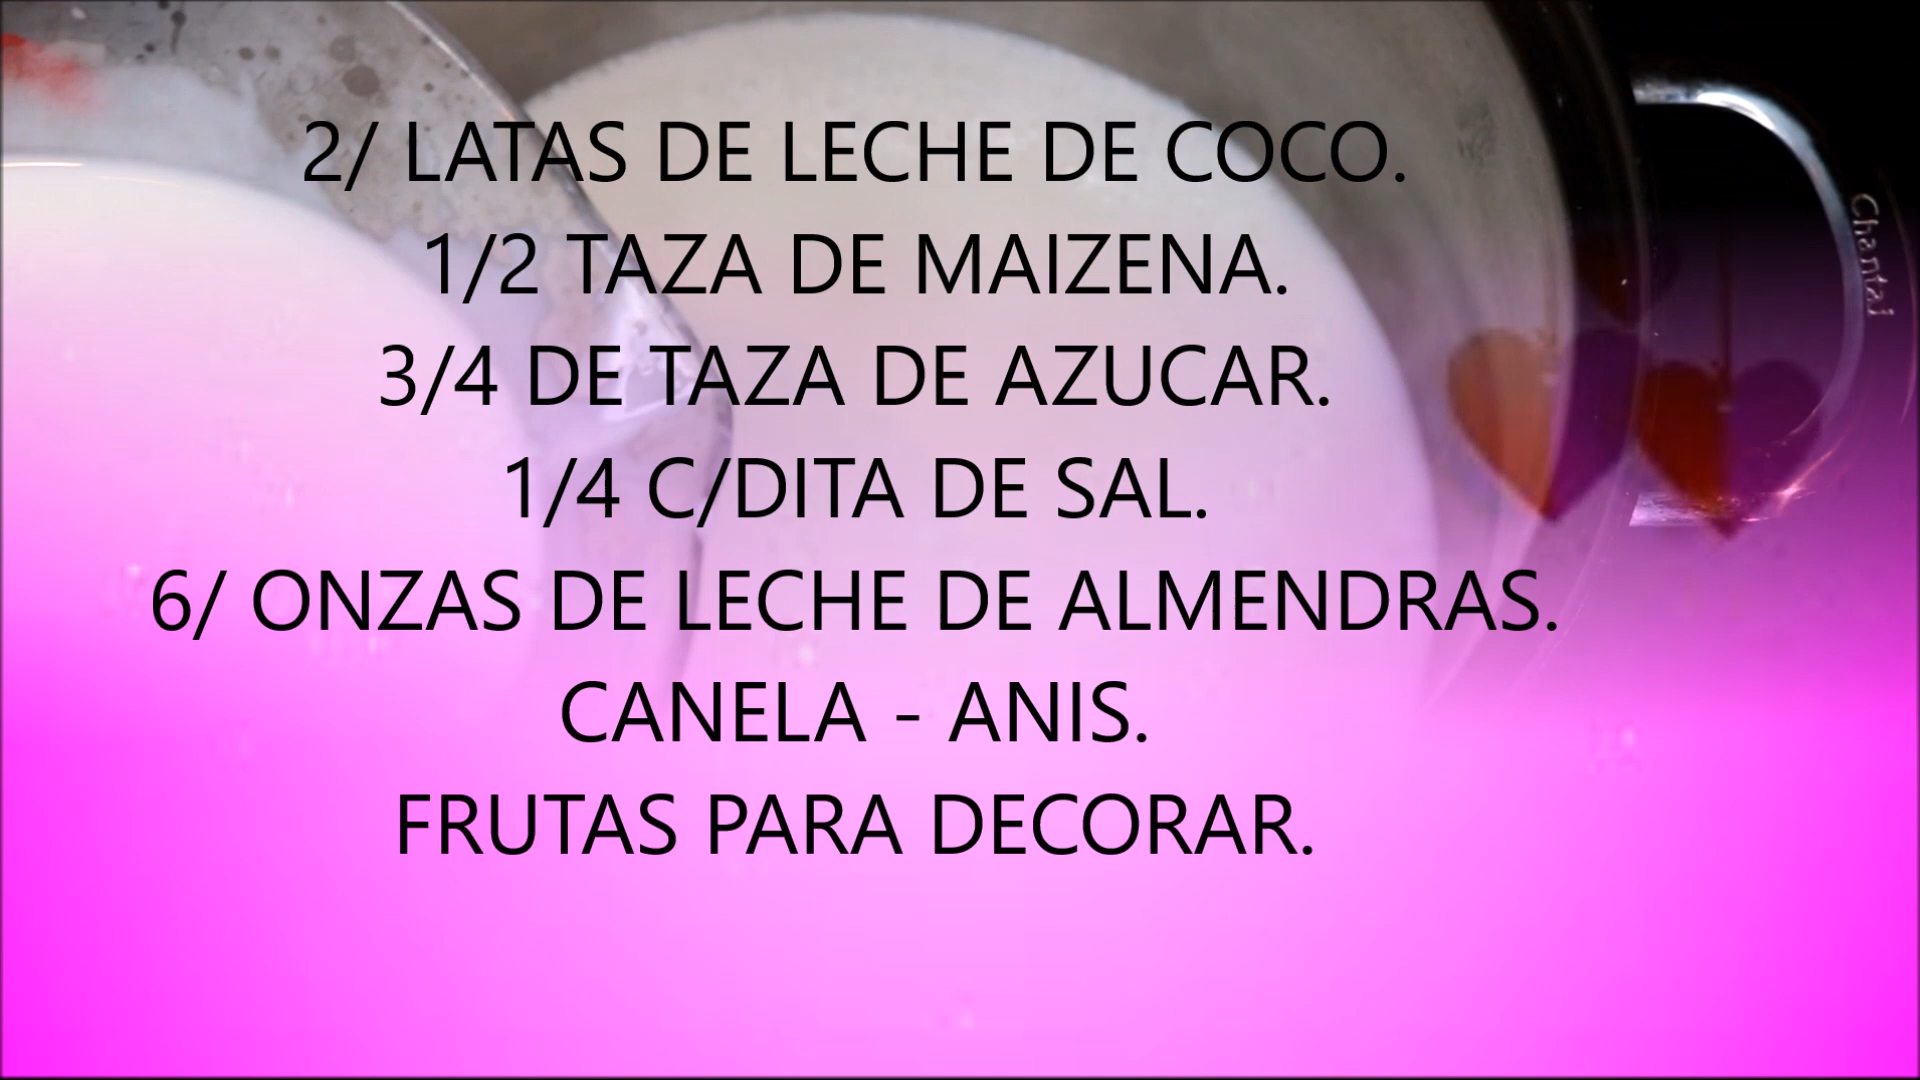 2/ LATAS DE LECHE DE COCO.
1/2 TAZA DE MAIZENA.
3/4 DE TAZA DE AZUCAR.
1/4 C/DITA DE SAL.
6/ ONZAS DE LECHE DE ALMENDRAS.
CANELA - ANIS.
FRUTAS PARA DECORAR.
Chantal